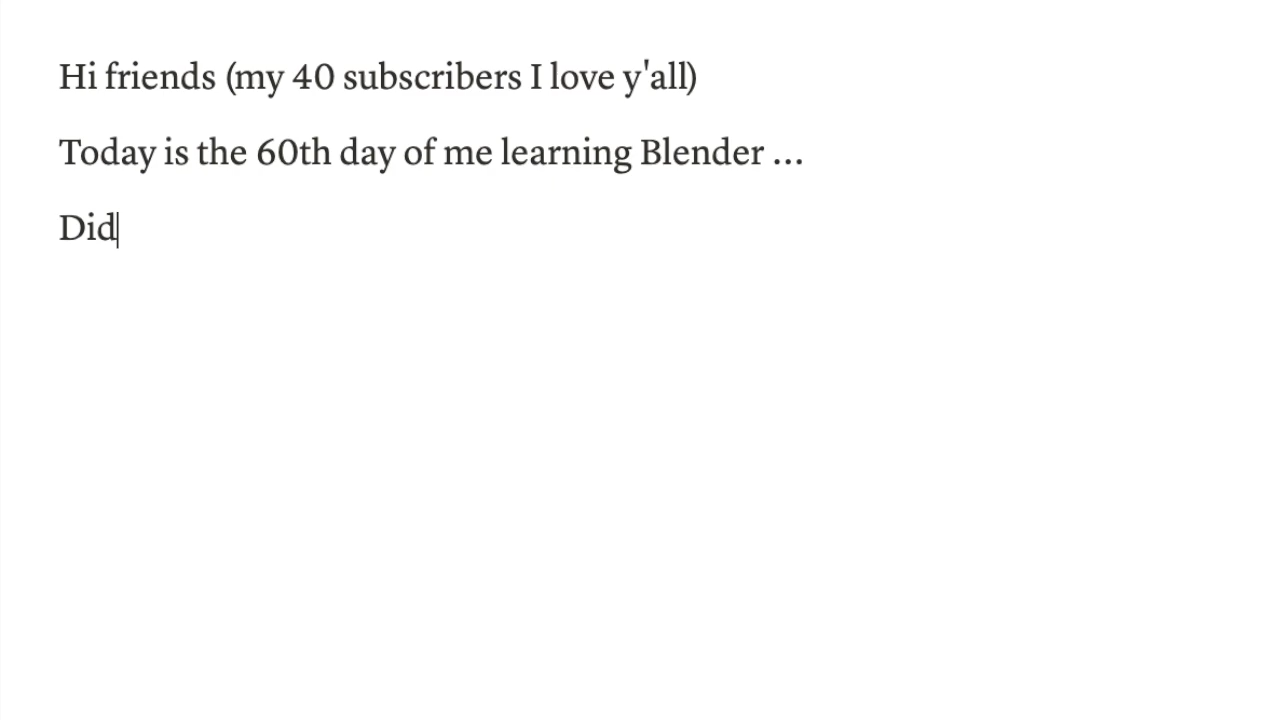 Hi friends (my 40 subscribers I love y'all)
Today is the 60th day of me learning Blender ...
Did